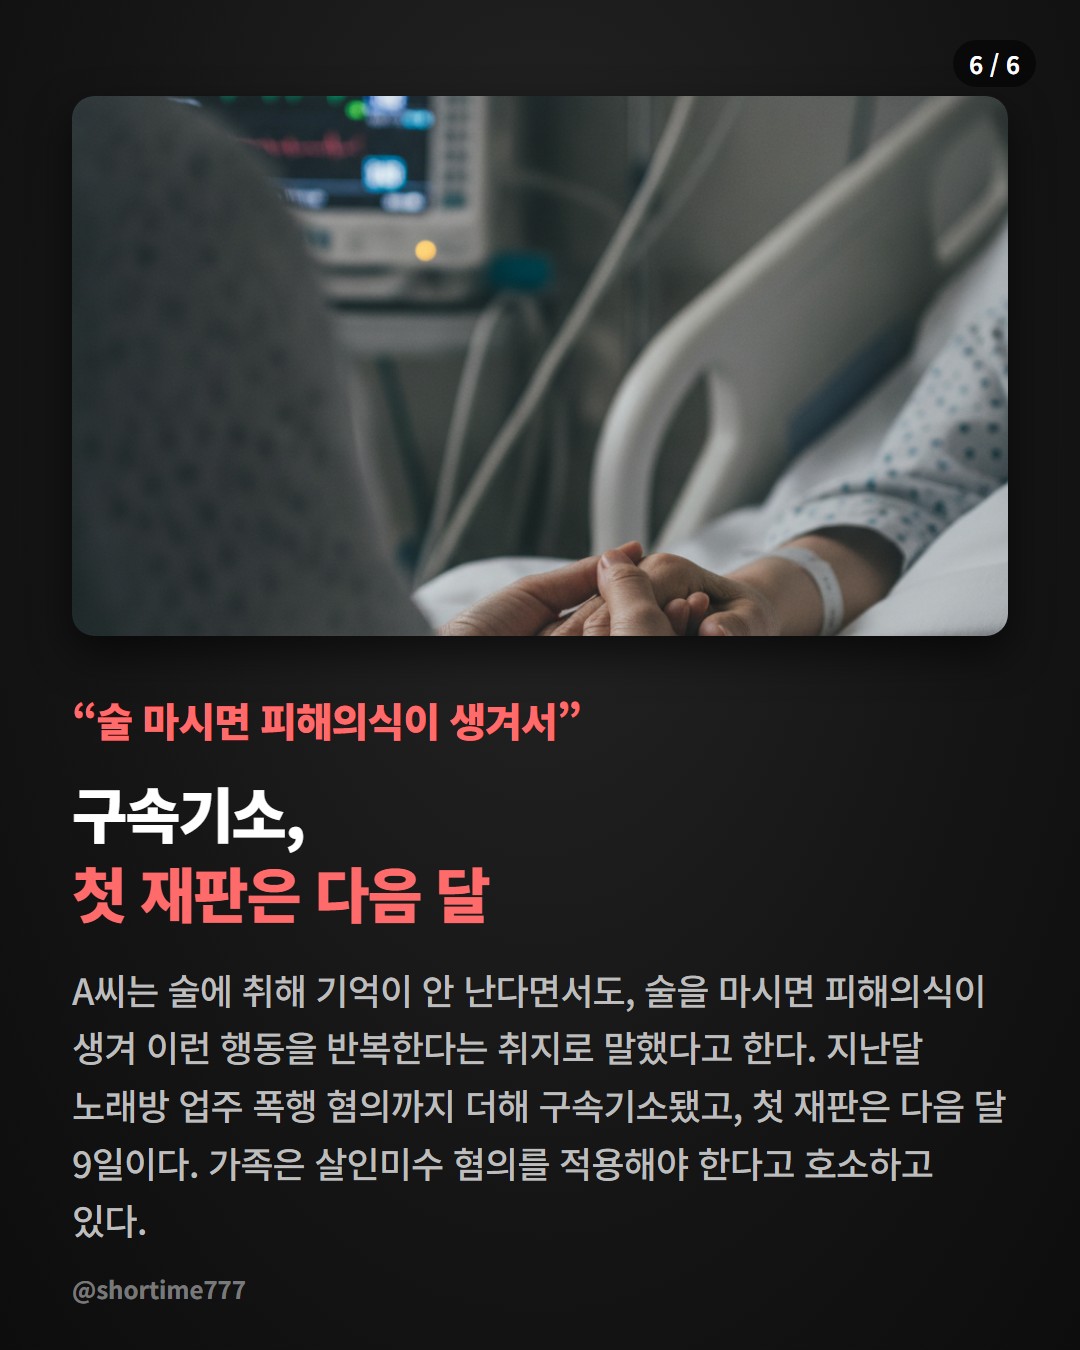 6 / 6
“술 마시면 피해의식이 생겨서”
구속기소,
첫 재판은 다음 달
A씨는 술에 취해 기억이 안 난다면서도, 술을 마시면 피해의식이
생겨 이런 행동을 반복한다는 취지로 말했다고 한다. 지난달
노래방 업주 폭행 혐의까지 더해 구속기소됐고, 첫 재판은 다음 달
9일이다. 가족은 살인미수 혐의를 적용해야 한다고 호소하고
있다.
@shortime777